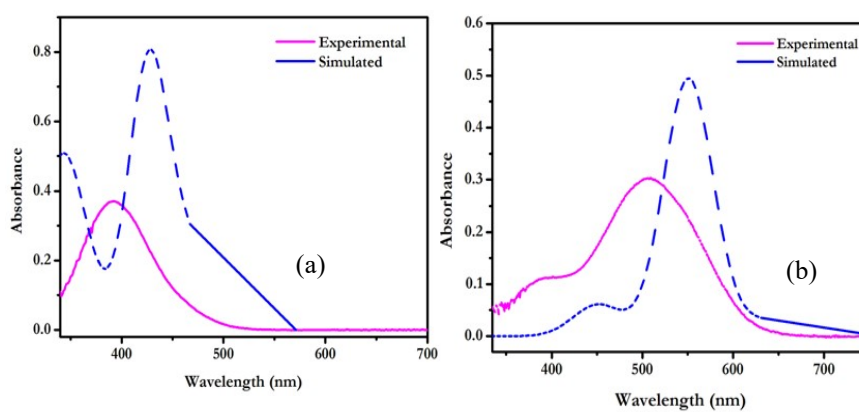 Experimental
Simulated
0.8
0.6
0.4
0.2
0.0
Absorbance
(a)
400
500
600
700
Wavelength (nm)
Experimental
Simulated
0.6
0.5
0.4
0.3
0.2
0.1
0.0
Absorbance
(b)
400
500
600
700
Wavelength (nm)